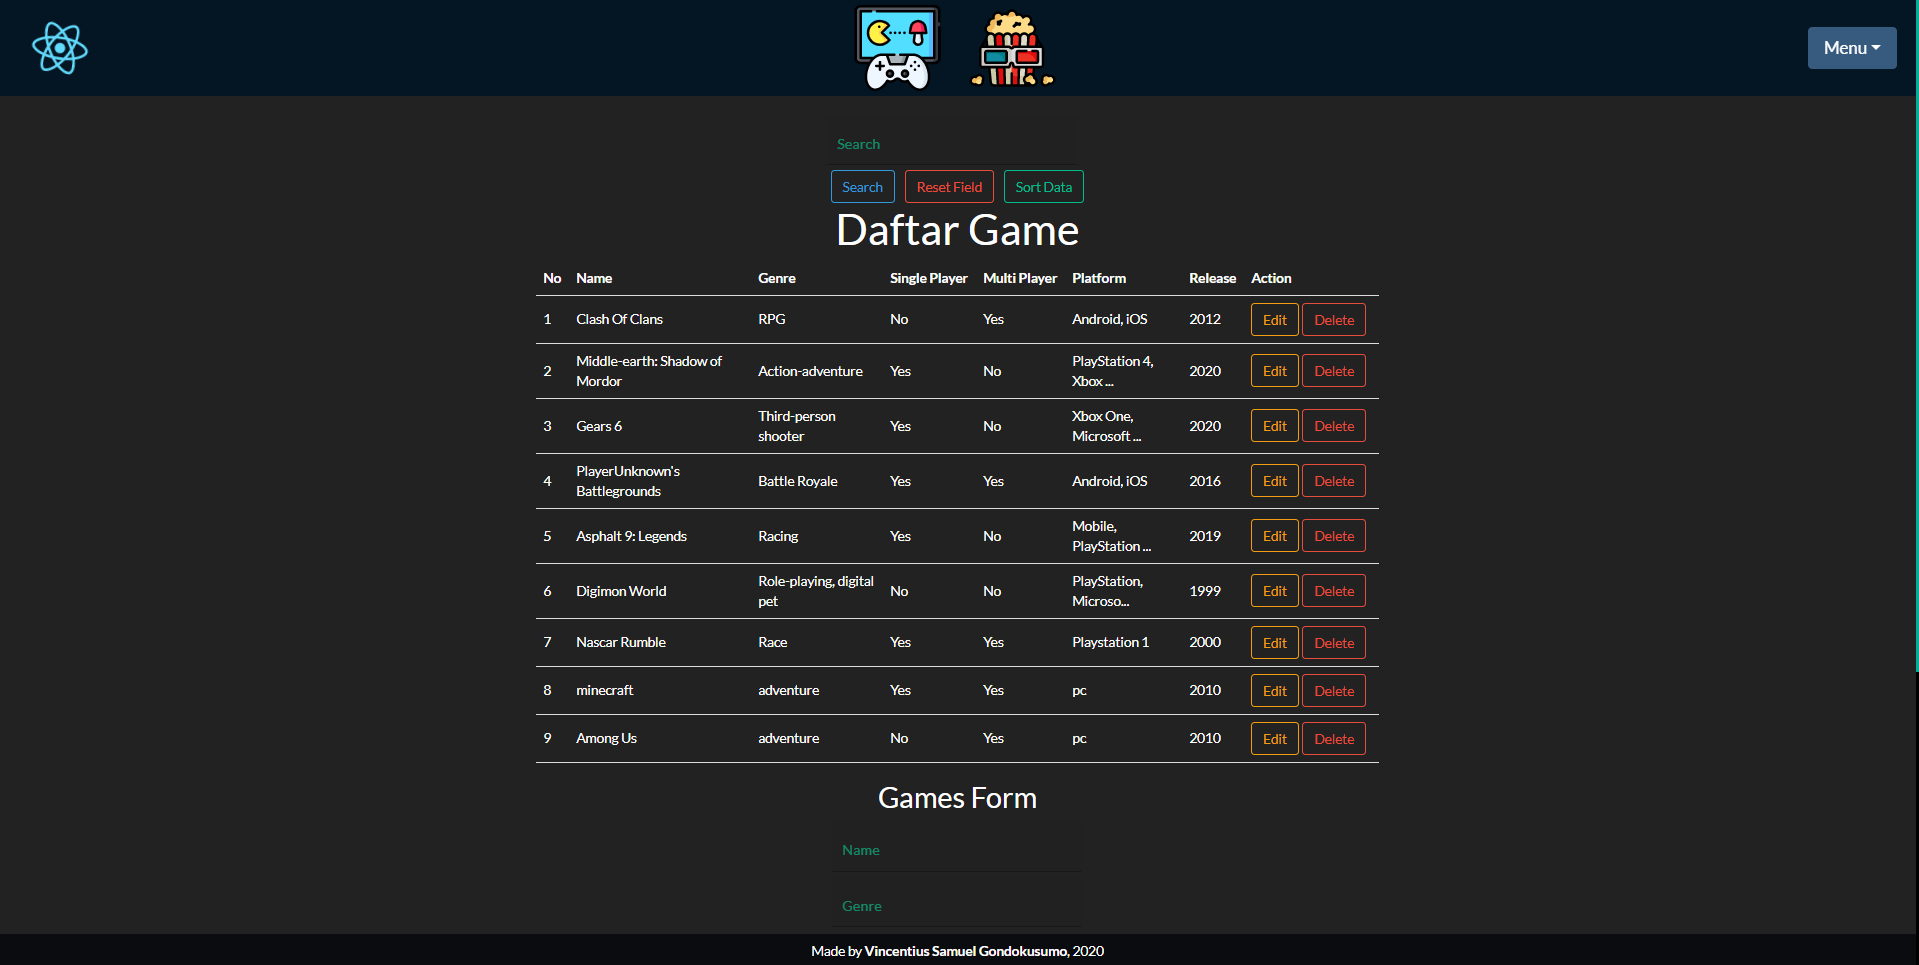 Menu
Search
Search Reset Field Sort Data
Daftar Game
No Name Genre Single Player Multi Player Platform Release Action
1 Clash Of Clans RPG No Yes Android, iOS 2012 Edit Delete
2 Middle-earth: Shadow of Mordor Action-adventure Yes No PlayStation 4, Xbox ... 2020 Edit Delete
3 Gears 6 Third-person shooter Yes No Xbox One, Microsoft ... 2020 Edit Delete
4 PlayerUnknown's Battlegrounds Battle Royale Yes Yes Android, iOS 2016 Edit Delete
5 Asphalt 9: Legends Racing Yes No Mobile, PlayStation ... 2019 Edit Delete
6 Digimon World Role-playing, digital pet No No PlayStation, Microso... 1999 Edit Delete
7 Nascar Rumble Race Yes Yes Playstation 1 2000 Edit Delete
8 minecraft adventure Yes Yes pc 2010 Edit Delete
9 Among Us adventure No Yes pc 2010 Edit Delete
Games Form
Name
Genre
Made by Vincentius Samuel Gondokusumo, 2020